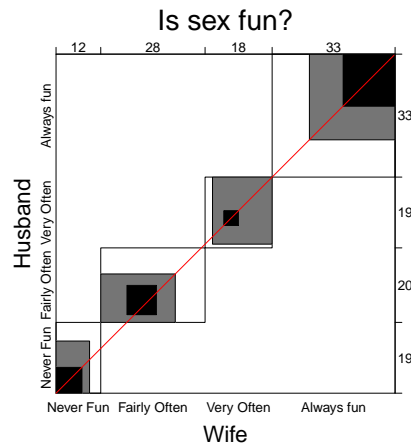 Is sex fun?
12 28 18 33
Always fun
Very Often
Fairly Often
Never Fun
Husband
33
19
20
19
Never Fun Fairly Often Very Often Always fun
Wife